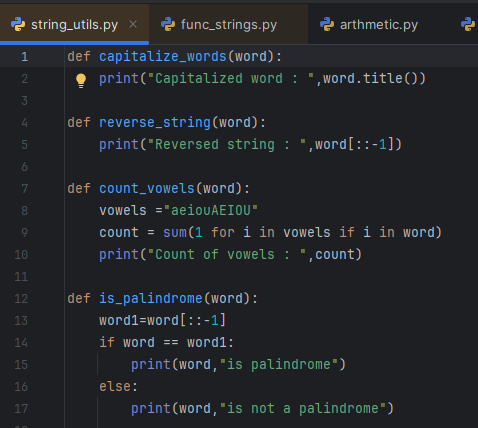 string_utils.py × func_strings.py arthmetic.py
1 def capitalize_words(word):
2 print("Capitalized word : ",word.title())
3
4 def reverse_string(word):
5 print("Reversed string : ",word[::-1])
6
7 def count_vowels(word):
8 vowels ="aeiouAEIOU"
9 count = sum(1 for i in vowels if i in word)
10 print("Count of vowels : ",count)
11
12 def is_palindrome(word):
13 word1=word[::-1]
14 if word == word1:
15 print(word,"is palindrome")
16 else:
17 print(word,"is not a palindrome")